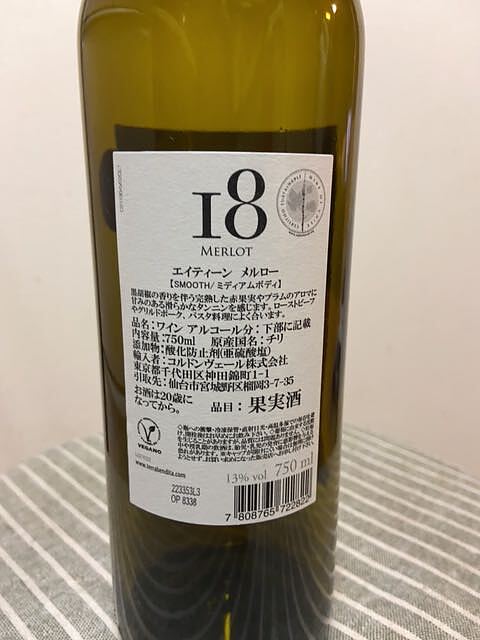 18
MERLOT
エイティーン メルロー
【SMOOTH/ミディアムボディ】
黒胡椒の香りを伴う完熟した赤果実やプラムのアロマに
甘みのある滑らかなタンニンを感じます。ローストビーフ
やグリルドポーク、パスタ料理によく合います。
品名:ワイン アルコール分:下部に記載
内容量:750ml 原産国名:チリ
添加物:酸化防止剤(亜硫酸塩)
輸入者:コルドンヴェール株式会社
東京都千代田区神田錦町1-1
引取先:仙台市宮城野区榴岡3-7-35
お酒は20歳に
なってから。
品目:果実酒
VEGANO
www.terrabendita.com
223353L3
OP 8338
13% vol 750 ml
7 808765 722822